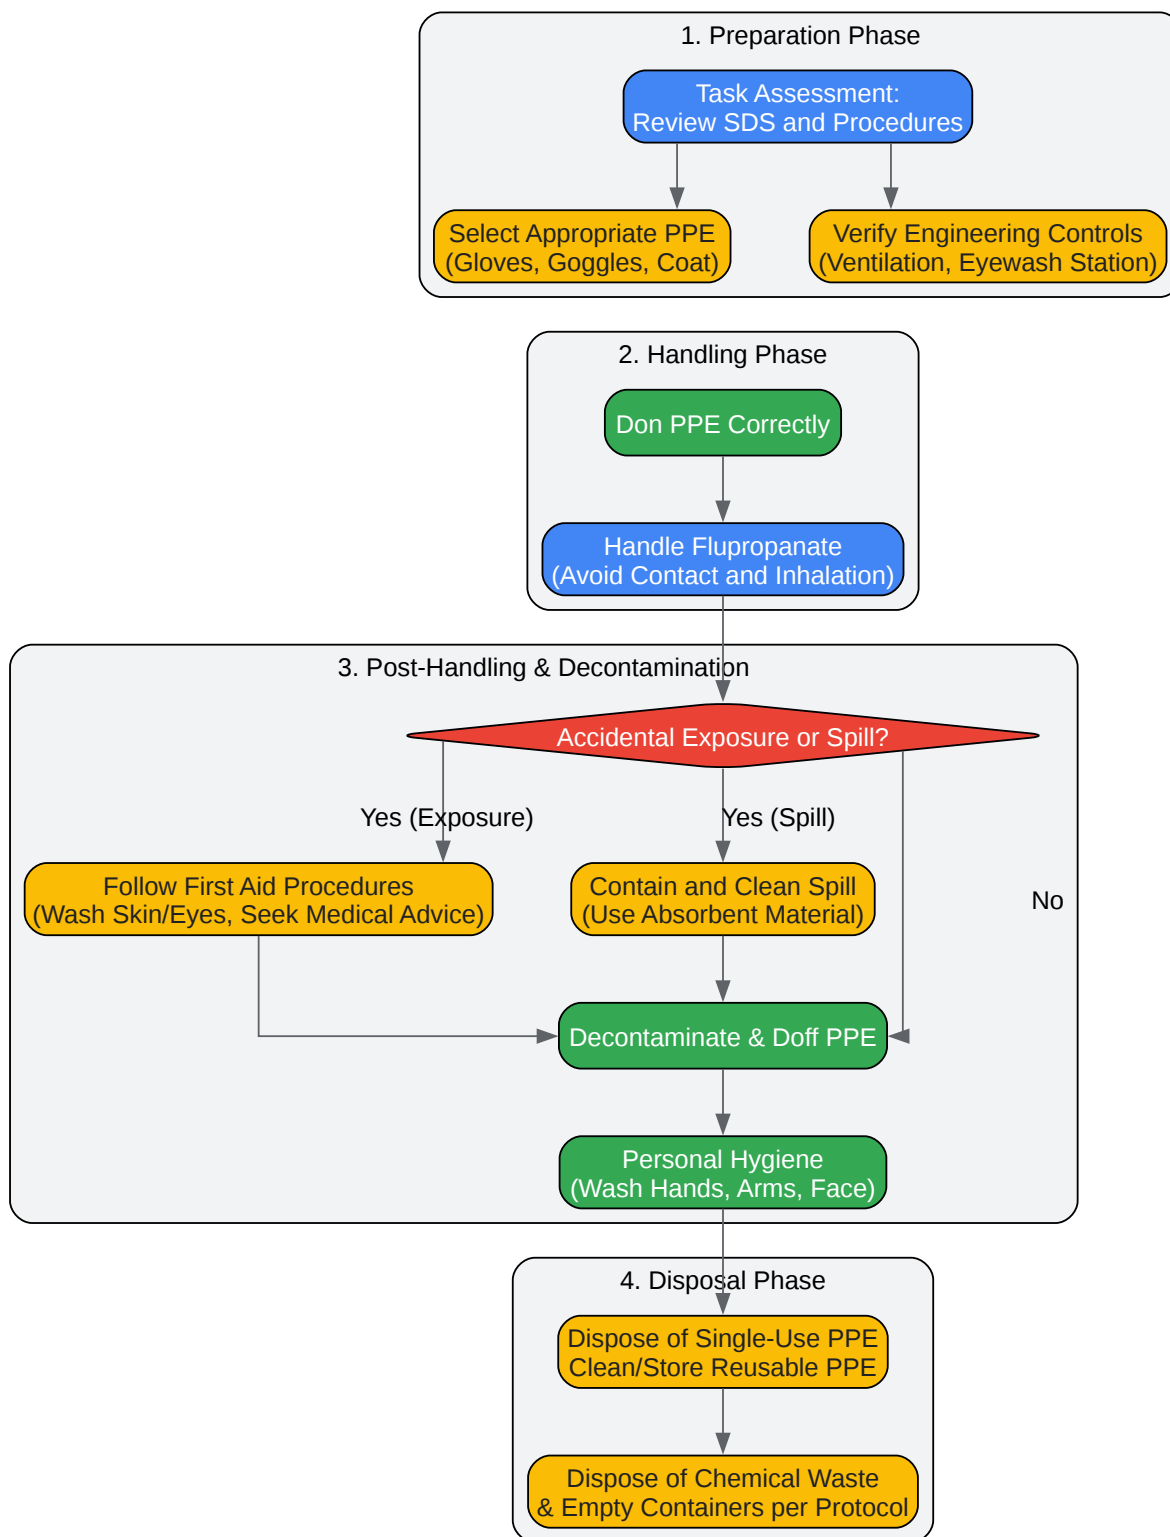 1. Preparation Phase
Task Assessment:
Review SDS and Procedures
Select Appropriate PPE
(Gloves, Goggles, Coat)
Verify Engineering Controls
(Ventilation, Eyewash Station)
2. Handling Phase
Don PPE Correctly
Handle Flupropanate
(Avoid Contact and Inhalation)
3. Post-Handling & Decontamination
Accidental Exposure or Spill?
Yes (Exposure)
Yes (Spill)
Follow First Aid Procedures
(Wash Skin/Eyes, Seek Medical Advice)
Contain and Clean Spill
(Use Absorbent Material)
No
Decontaminate & Doff PPE
Personal Hygiene
(Wash Hands, Arms, Face)
4. Disposal Phase
Dispose of Single-Use PPE
Clean/Store Reusable PPE
Dispose of Chemical Waste
& Empty Containers per Protocol